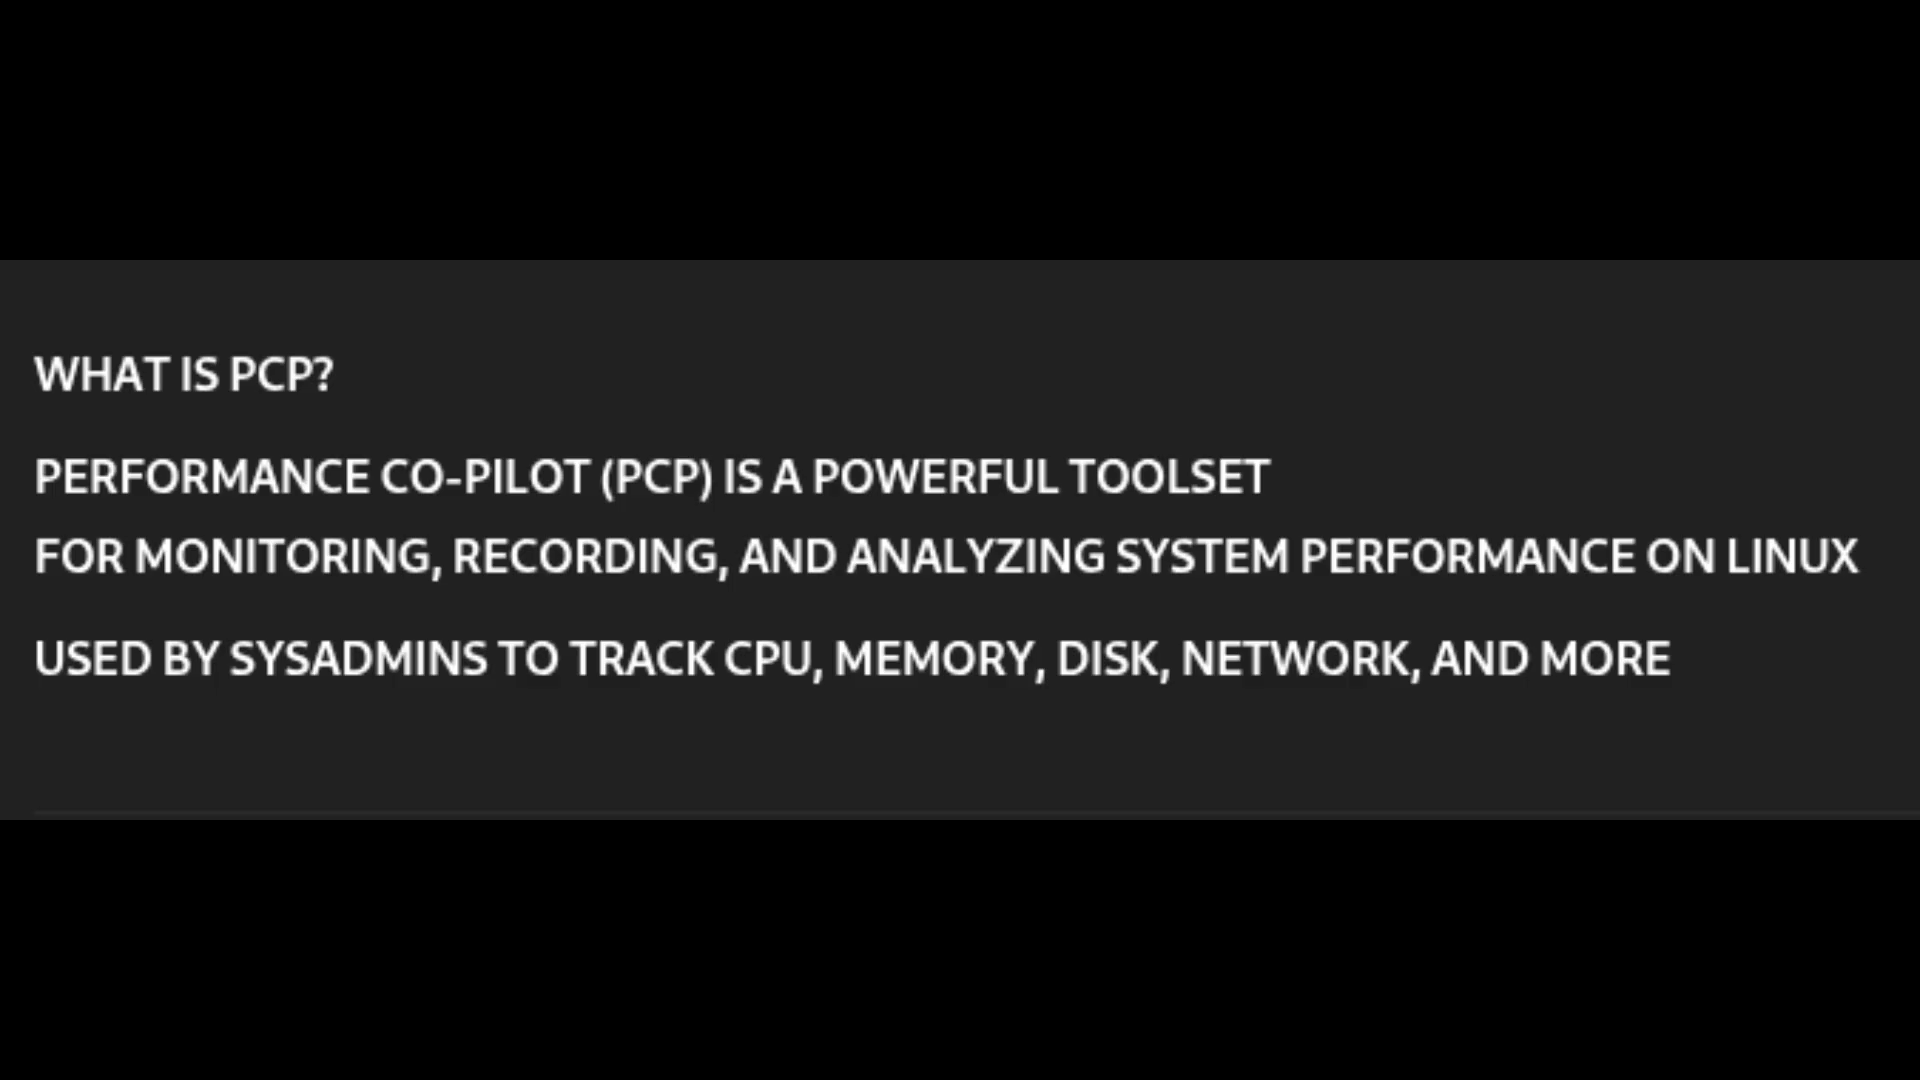 WHAT IS PCP?
PERFORMANCE CO-PILOT (PCP) IS A POWERFUL TOOLSET
FOR MONITORING, RECORDING, AND ANALYZING SYSTEM PERFORMANCE ON LINUX
USED BY SYSADMINS TO TRACK CPU, MEMORY, DISK, NETWORK, AND MORE